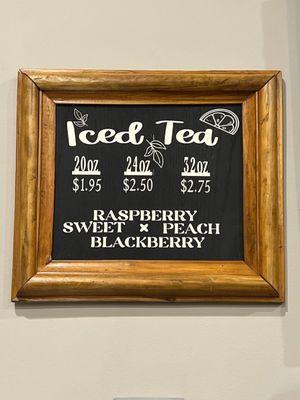 Iced Tea
20oz 24oz 32oz
$1.95 $2.50 $2.75
RASPBERRY
SWEET × PEACH
BLACKBERRY